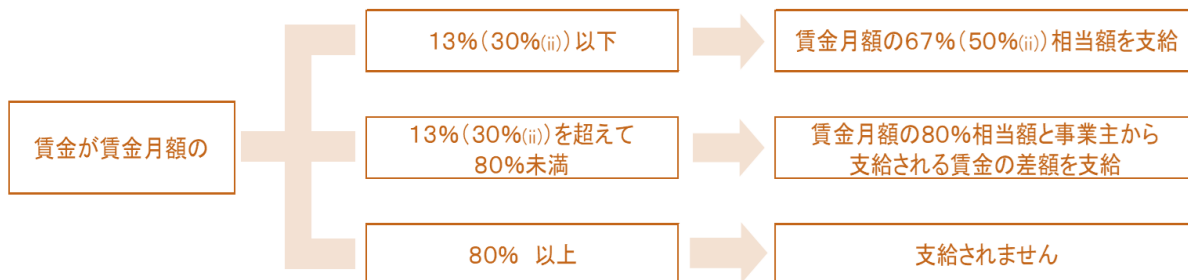 賃金が賃金月額の
13%(30%(ii))以下
賃金月額の67%(50%(ii))相当額を支給
13%(30%(ii))を超えて
80%未満
賃金月額の80%相当額と事業主から
支給される賃金の差額を支給
80% 以上
支給されません